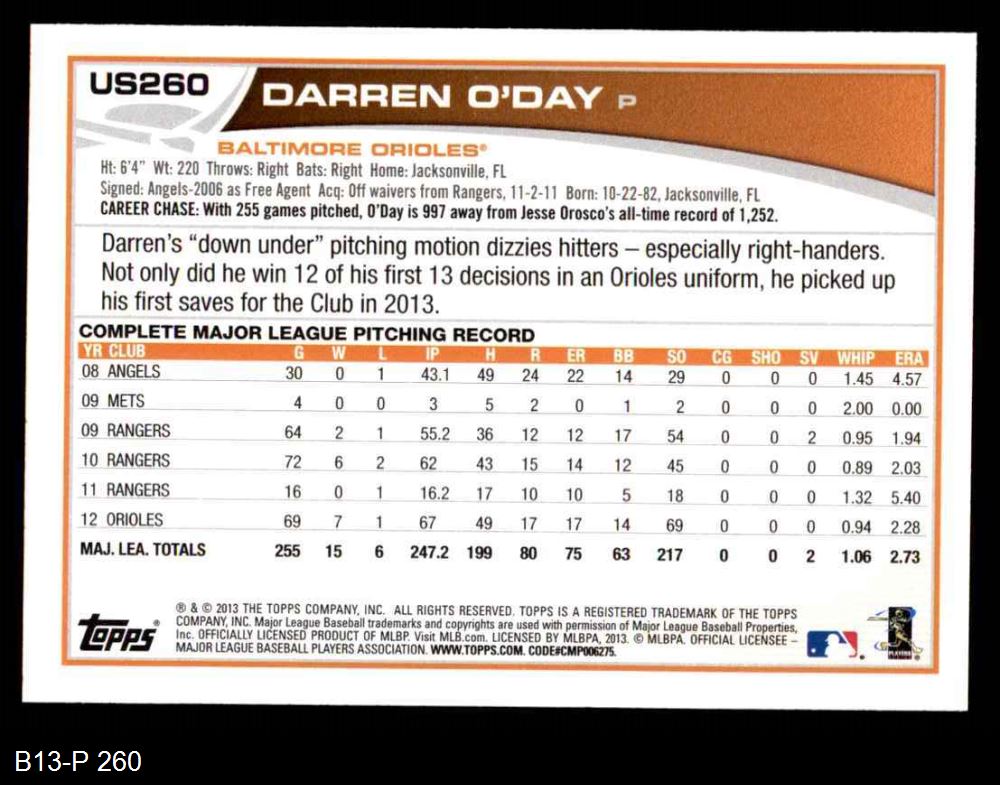 US260
DARREN O'DAY P
BALTIMORE ORIOLES®
Ht: 6'4" Wt: 220 Throws: Right Bats: Right Home: Jacksonville, FL
Signed: Angels-2006 as Free Agent Acq: Off waivers from Rangers, 11-2-11 Born: 10-22-82, Jacksonville, FL
CAREER CHASE: With 255 games pitched, O'Day is 997 away from Jesse Orosco's all-time record of 1,252.
Darren's "down under" pitching motion dizzies hitters – especially right-handers.
Not only did he win 12 of his first 13 decisions in an Orioles uniform, he picked up
his first saves for the Club in 2013.
COMPLETE MAJOR LEAGUE PITCHING RECORD
YR CLUB G W L IP H R ER BB SO CG SHO SV WHIP ERA
08 ANGELS 30 0 1 43.1 49 24 22 14 29 0 0 0 1.45 4.57
09 METS 4 0 0 3 5 2 0 1 2 0 0 0 2.00 0.00
09 RANGERS 64 2 1 55.2 36 12 12 17 54 0 0 2 0.95 1.94
10 RANGERS 72 6 2 62 43 15 14 12 45 0 0 0 0.89 2.03
11 RANGERS 16 0 1 16.2 17 10 10 5 18 0 0 0 1.32 5.40
12 ORIOLES 69 7 1 67 49 17 17 14 69 0 0 0 0.94 2.28
MAJ. LEA. TOTALS 255 15 6 247.2 199 80 75 63 217 0 0 2 1.06 2.73
Topps®
® & © 2013 THE TOPPS COMPANY, INC. ALL RIGHTS RESERVED. TOPPS IS A REGISTERED TRADEMARK OF THE TOPPS
COMPANY, INC. Major League Baseball trademarks and copyrights are used with permission of Major League Baseball Properties,
Inc. OFFICIALLY LICENSED PRODUCT OF MLBP. Visit MLB.com. LICENSED BY MLBPA, 2013. © MLBPA. OFFICIAL LICENSEE –
MAJOR LEAGUE BASEBALL PLAYERS ASSOCIATION. WWW.TOPPS.COM. CODE#CMP006275.
B13-P 260